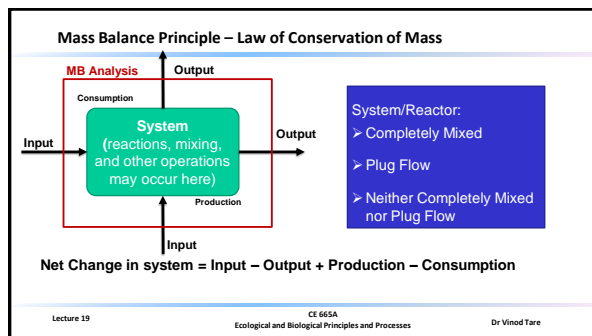 Mass Balance Principle – Law of Conservation of Mass
MB Analysis
Output
Consumption
Input
System
(reactions, mixing,
and other operations
may occur here)
Output
Production
Input
System/Reactor:
➢ Completely Mixed
➢ Plug Flow
➢ Neither Completely Mixed
nor Plug Flow
Net Change in system = Input – Output + Production – Consumption
Lecture 19
CE 665A
Ecological and Biological Principles and Processes
Dr Vinod Tare